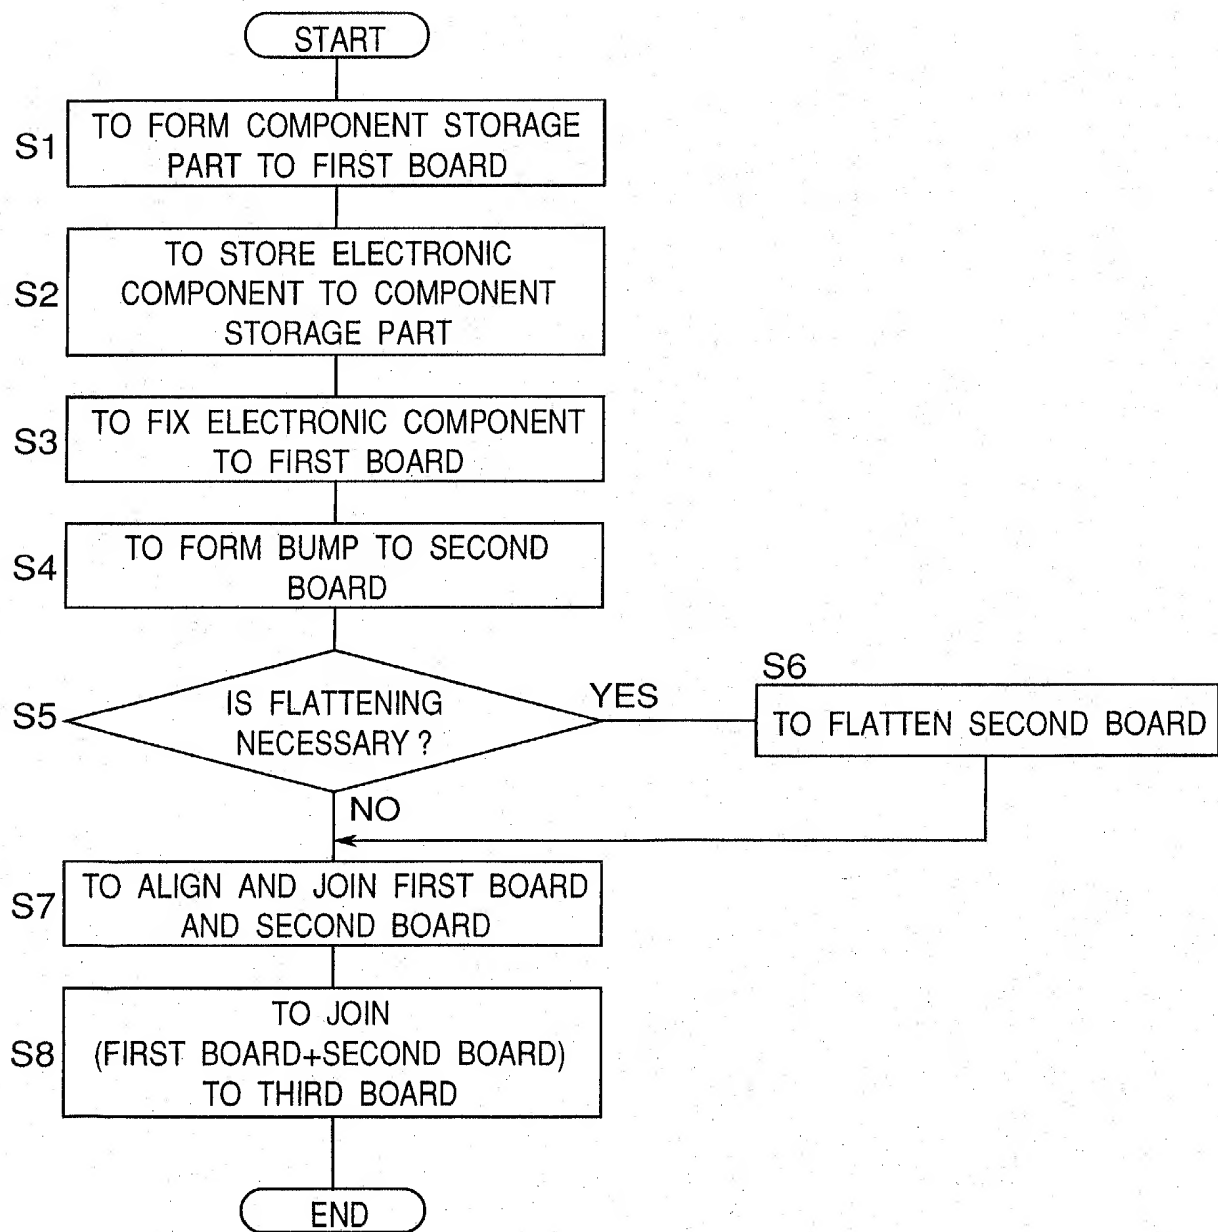 START
S1
TO FORM COMPONENT STORAGE
PART TO FIRST BOARD
S2
TO STORE ELECTRONIC
COMPONENT TO COMPONENT
STORAGE PART
S3
TO FIX ELECTRONIC COMPONENT
TO FIRST BOARD
S4
TO FORM BUMP TO SECOND
BOARD
S5
IS FLATTENING
NECESSARY ?
YES
S6
TO FLATTEN SECOND BOARD
NO
S7
TO ALIGN AND JOIN FIRST BOARD
AND SECOND BOARD
S8
TO JOIN
(FIRST BOARD+SECOND BOARD)
TO THIRD BOARD
END